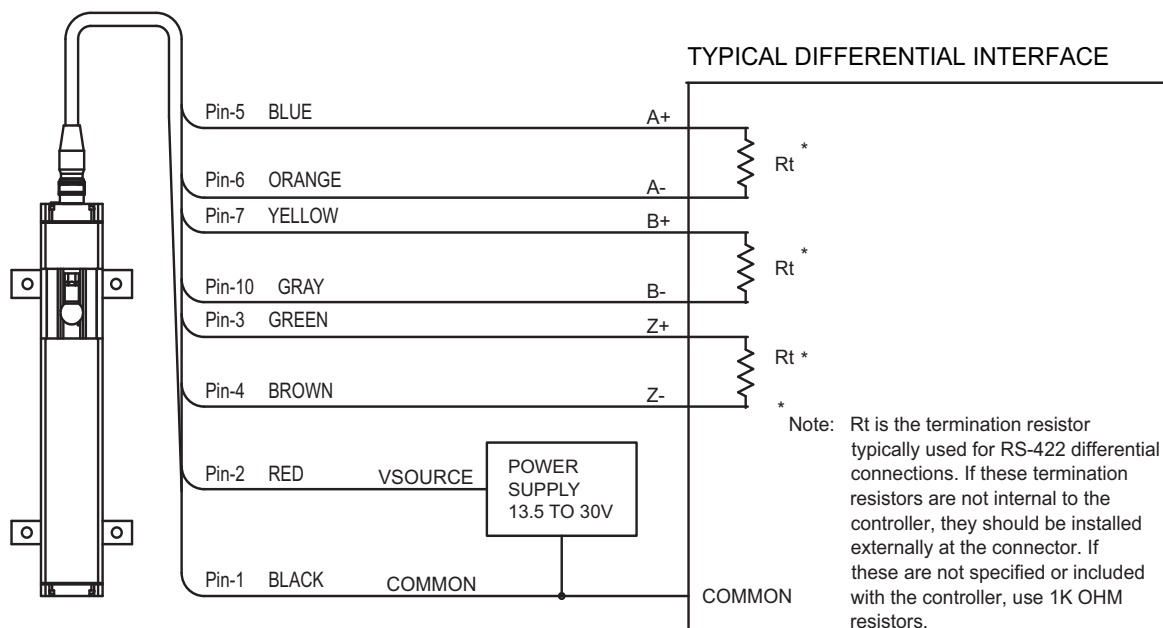 TYPICAL DIFFERENTIAL INTERFACE
Pin-5 BLUE A+
Rt *
Pin-6 ORANGE A-
Pin-7 YELLOW B+
Rt *
Pin-10 GRAY B-
Pin-3 GREEN Z+
Rt *
Pin-4 BROWN Z-
*
Note: Rt is the termination resistor
typically used for RS-422 differential
connections. If these termination
resistors are not internal to the
controller, they should be installed
externally at the connector. If
these are not specified or included
with the controller, use 1K OHM
resistors.
Pin-2 RED VSOURCE
POWER
SUPPLY
13.5 TO 30V
Pin-1 BLACK COMMON
COMMON